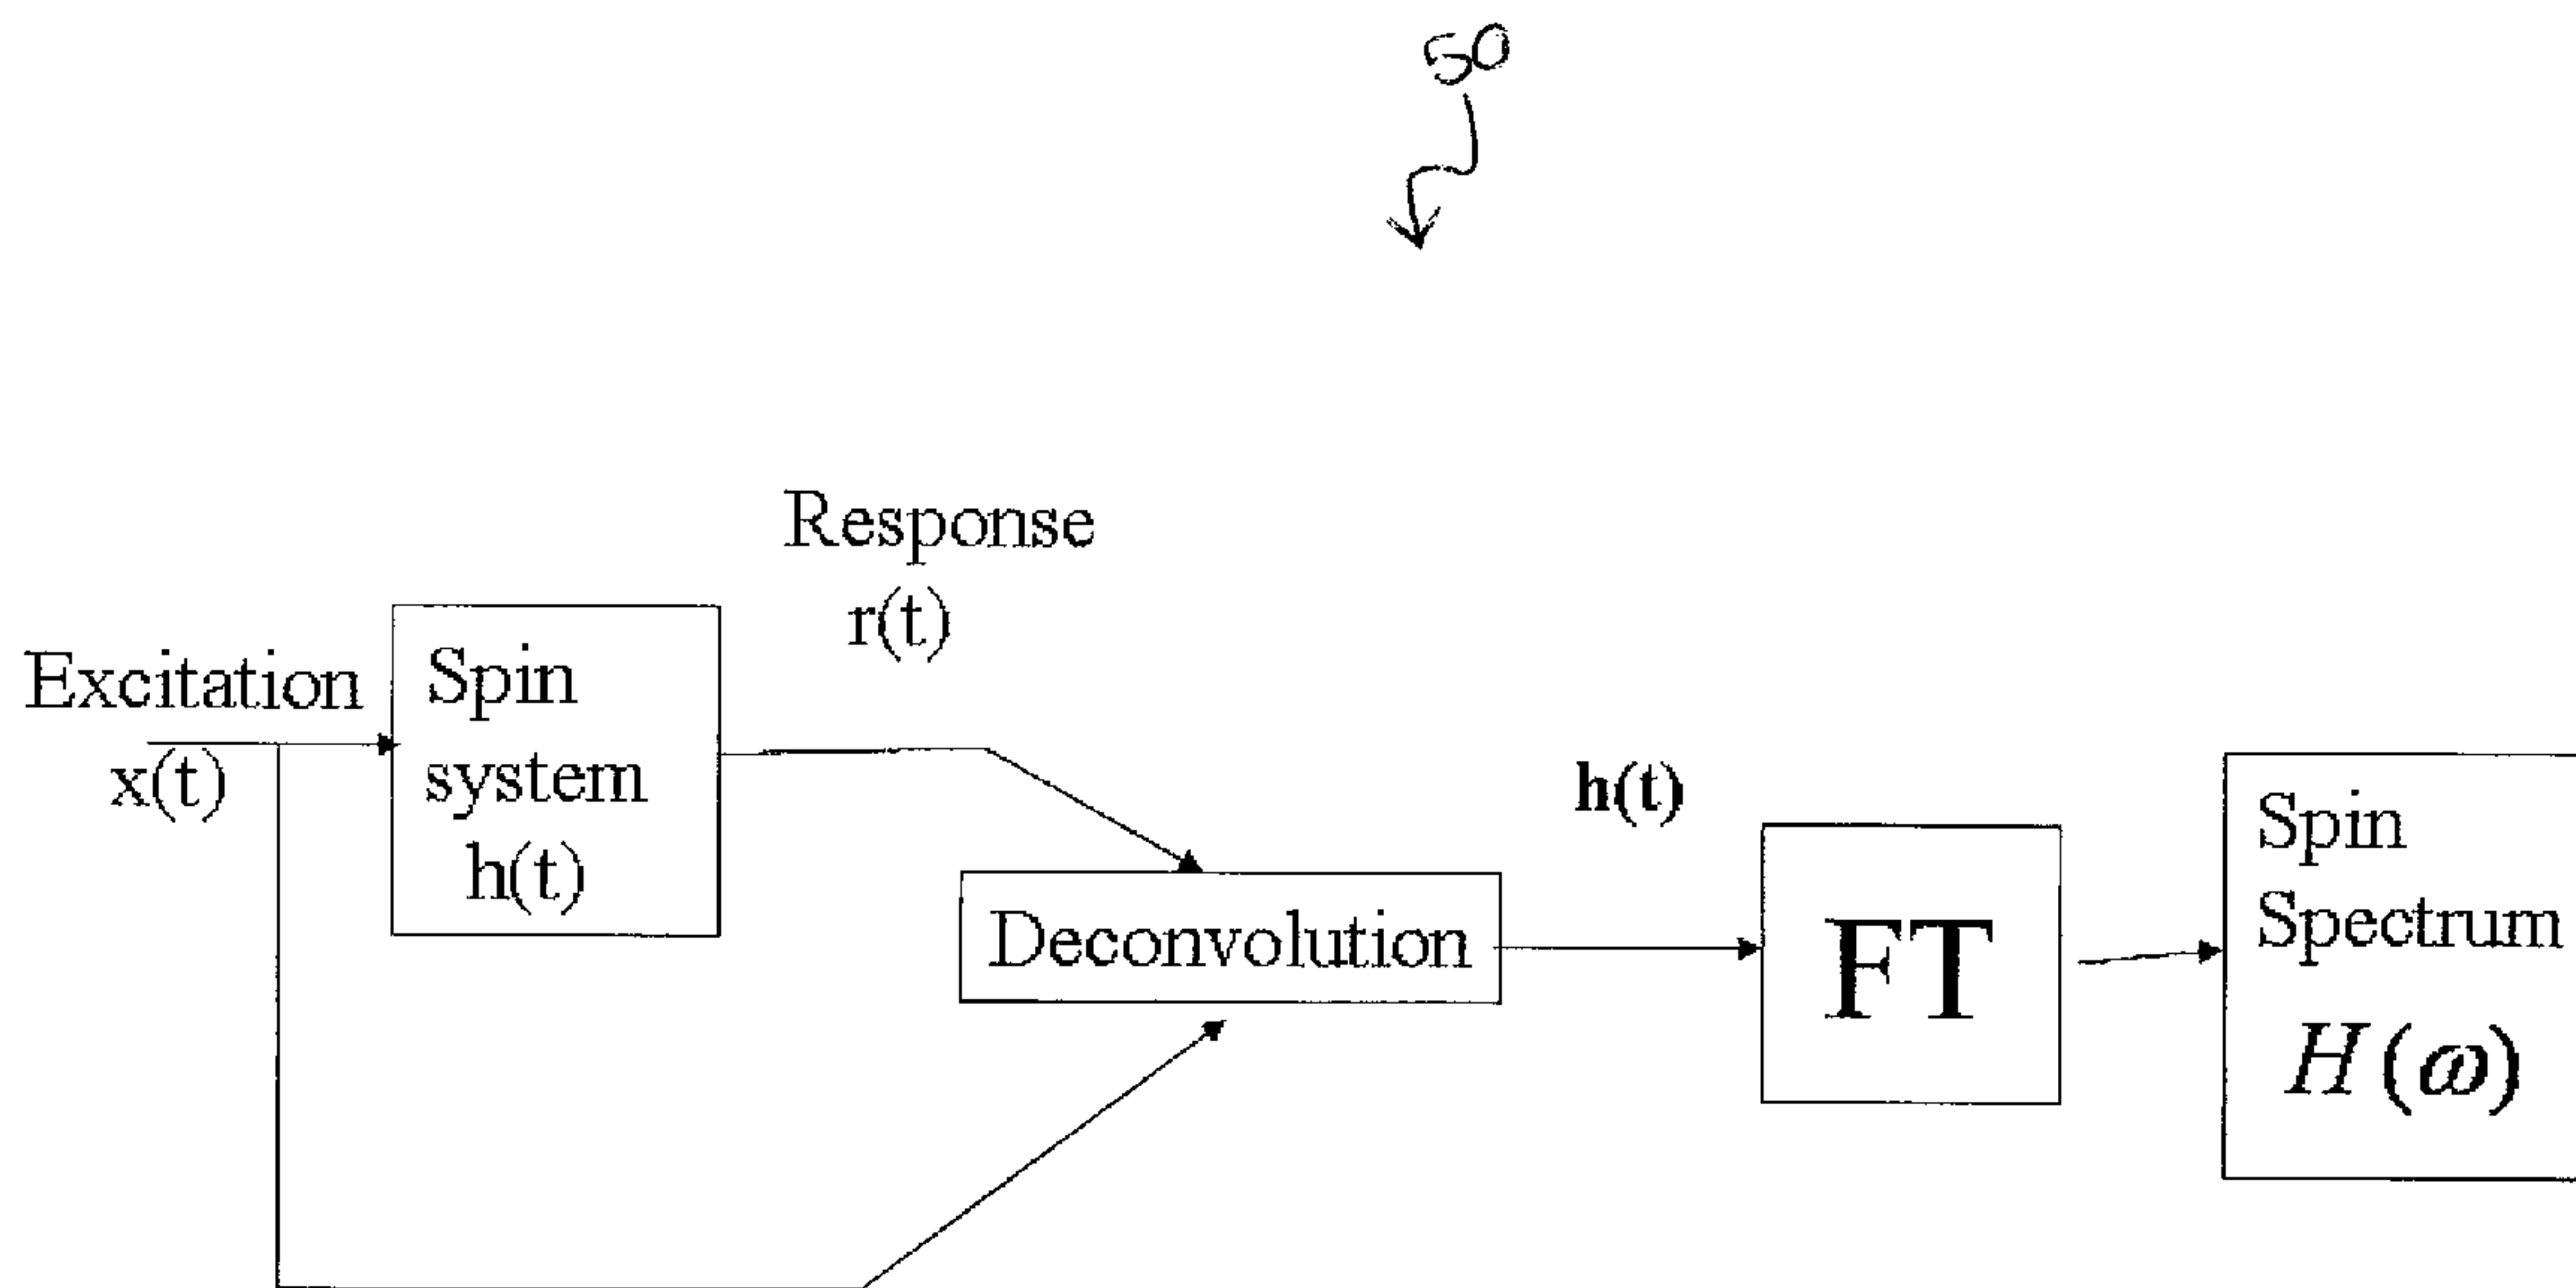 50
Response
r(t)
Excitation
x(t)
Spin
system
h(t)
h(t)
Deconvolution
FT
Spin
Spectrum
H(ω)